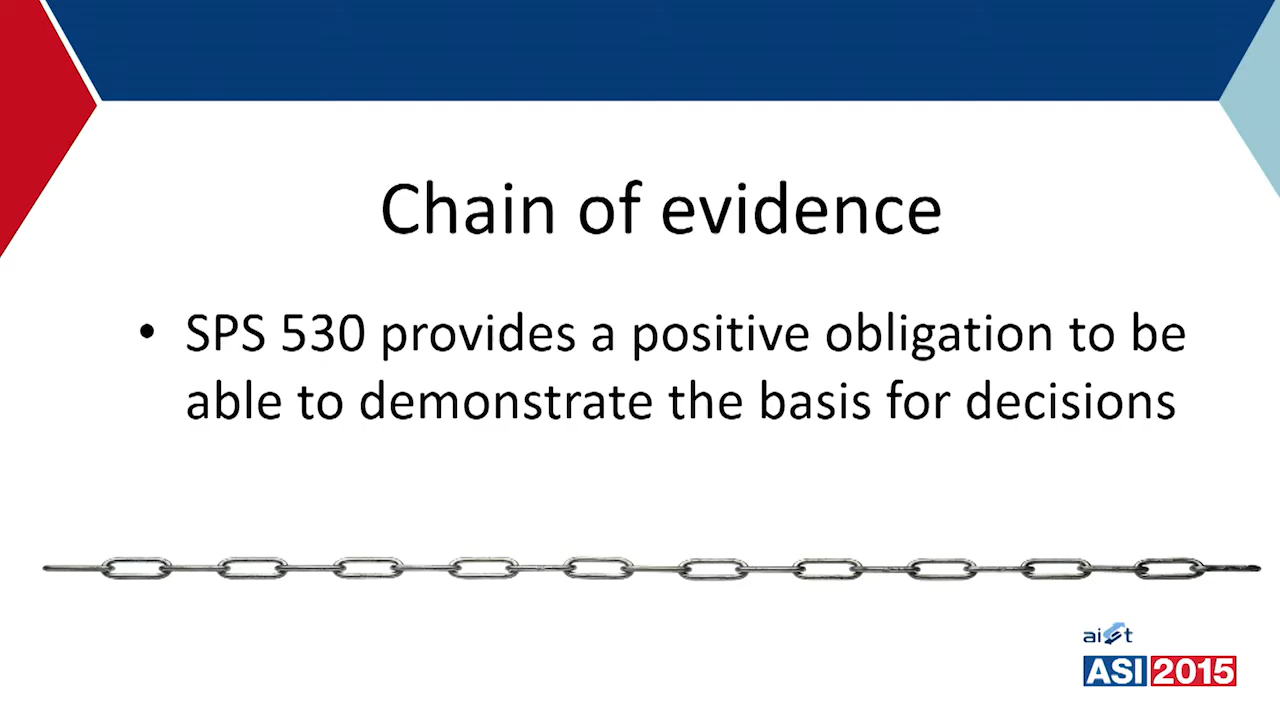 Chain of evidence
• SPS 530 provides a positive obligation to be
able to demonstrate the basis for decisions
aist
ASI 2015